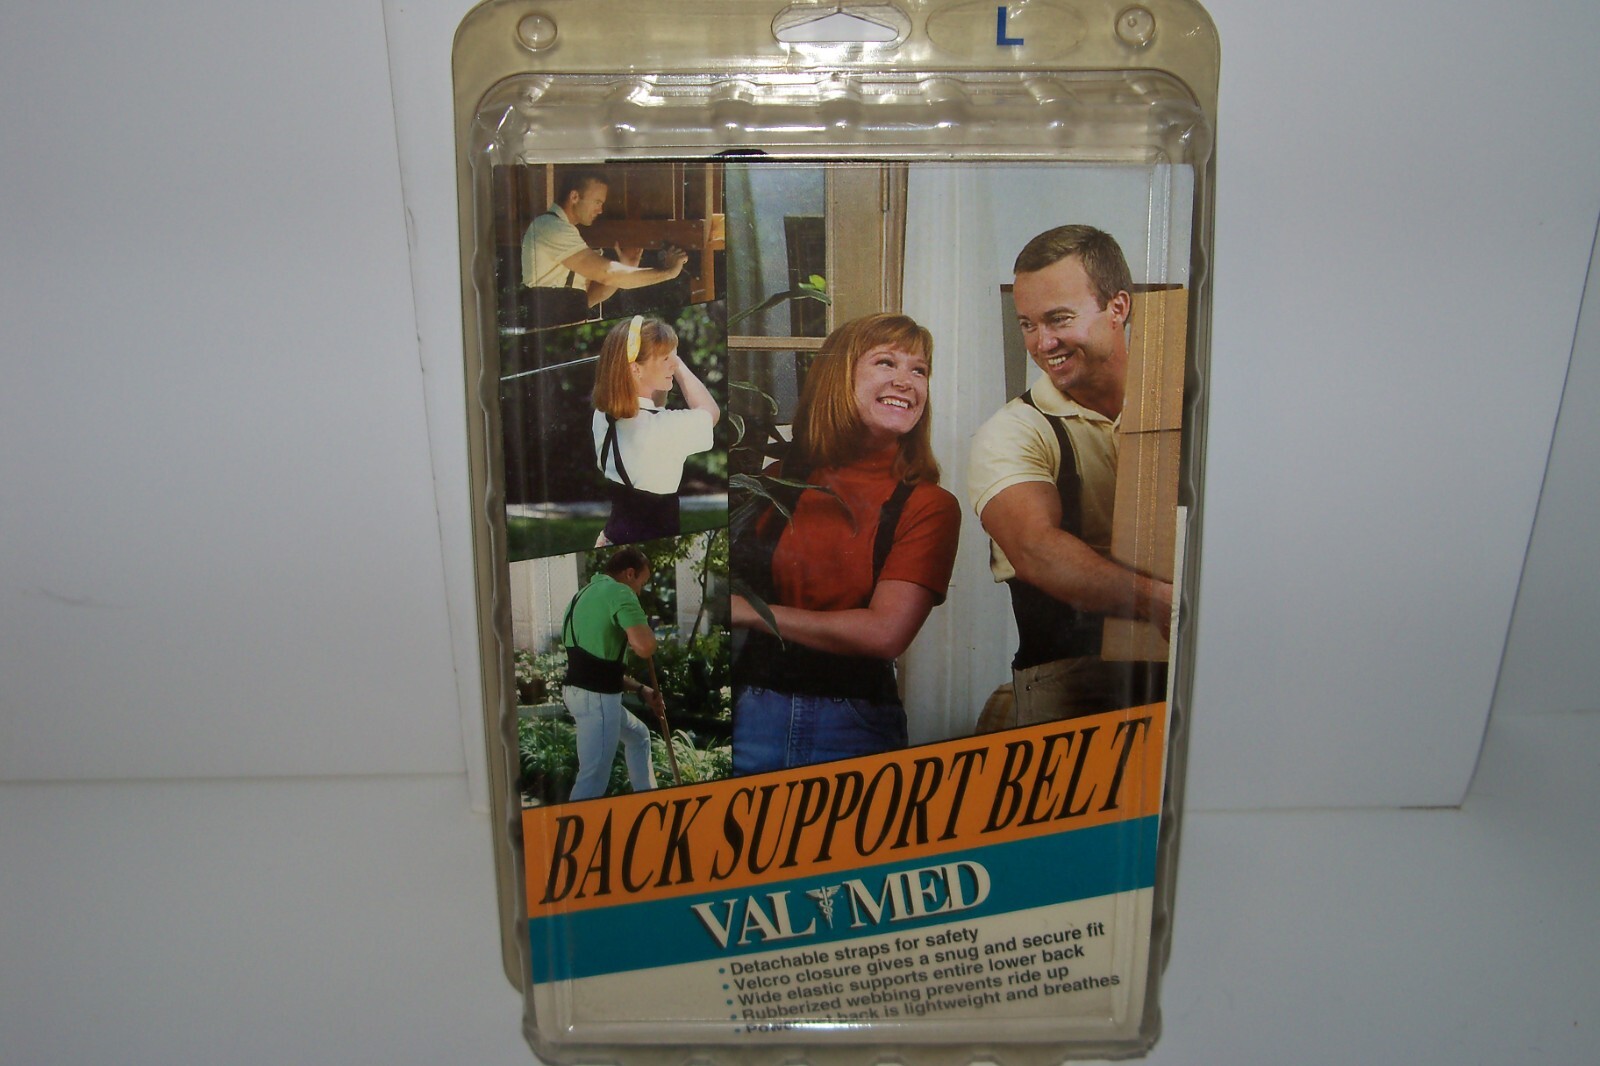 L
BACK SUPPORT BELT
VAL MED
• Detachable straps for safety
• Velcro closure gives a snug and secure fit
• Wide elastic supports entire lower back
• Rubberized webbing prevents ride up
• back is lightweight and breathes